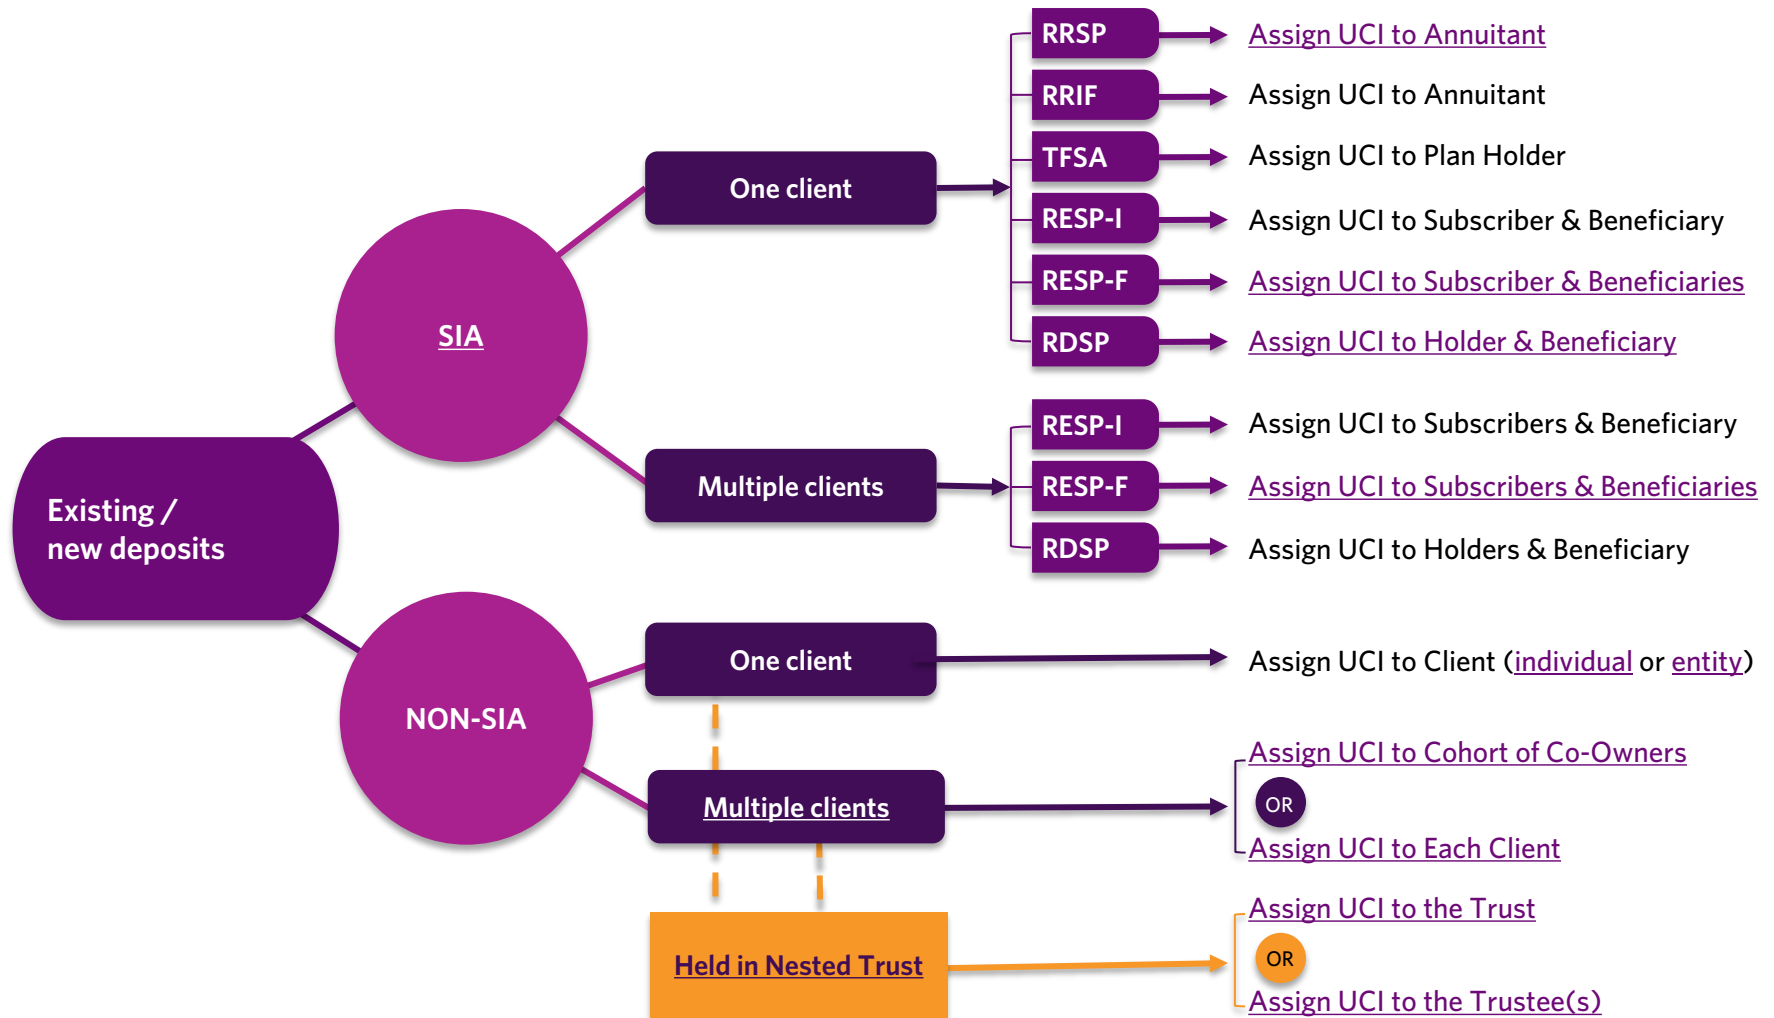 RRSP
Assign UCI to Annuitant
RRIF
Assign UCI to Annuitant
TFSA
Assign UCI to Plan Holder
One client
RESP-I
Assign UCI to Subscriber & Beneficiary
RESP-F
Assign UCI to Subscriber & Beneficiaries
SIA
RDSP
Assign UCI to Holder & Beneficiary
RESP-I
Assign UCI to Subscribers & Beneficiary
Multiple clients
RESP-F
Assign UCI to Subscribers & Beneficiaries
Existing /
new deposits
RDSP
Assign UCI to Holders & Beneficiary
One client
Assign UCI to Client (individual or entity)
NON-SIA
Assign UCI to Cohort of Co-Owners
Multiple clients
OR
Assign UCI to Each Client
Assign UCI to the Trust
Held in Nested Trust
OR
Assign UCI to the Trustee(s)